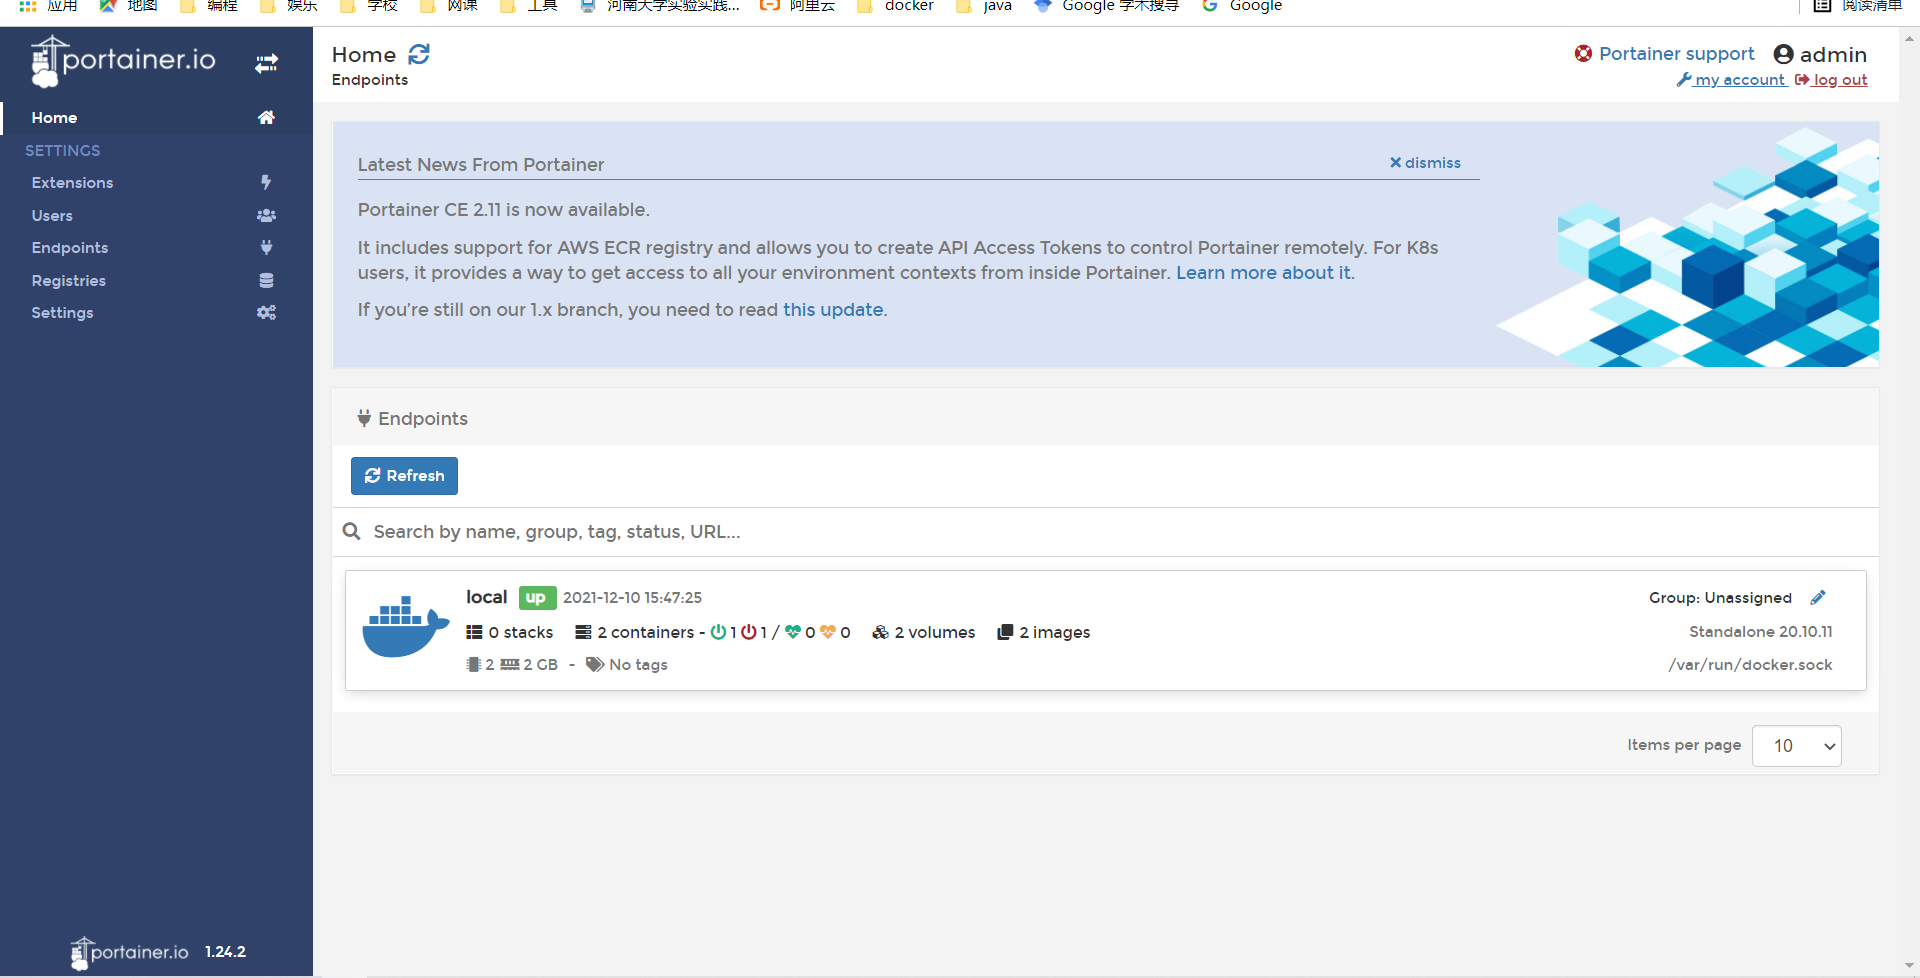 应用 地图 编程 娱乐 学校 网课 工具 河南大学实验实践... 阿里云 docker java Google 学术搜寻 Google 阅读清单
portainer.io
Home
SETTINGS
Extensions
Users
Endpoints
Registries
Settings
portainer.io 1.24.2
Home
Endpoints
Portainer support admin
my account log out
Latest News From Portainer
dismiss
Portainer CE 2.11 is now available.
It includes support for AWS ECR registry and allows you to create API Access Tokens to control Portainer remotely. For K8s
users, it provides a way to get access to all your environment contexts from inside Portainer. Learn more about it.
If you’re still on our 1.x branch, you need to read this update.
Endpoints
Refresh
Search by name, group, tag, status, URL...
local up 2021-12-10 15:47:25
Group: Unassigned
0 stacks 2 containers - 1 1 / 0 0 2 volumes 2 images
Standalone 20.10.11
2 2 GB - No tags
/var/run/docker.sock
Items per page 10